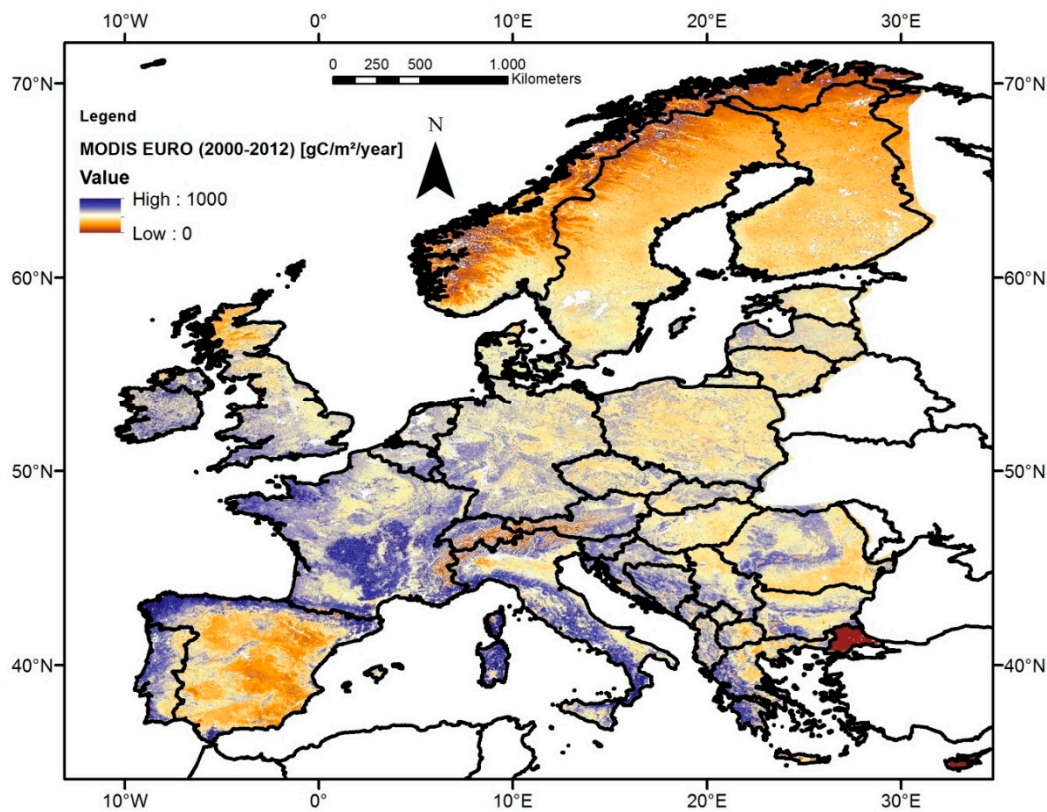 10°W 0° 10°E 20°E 30°E
0 250 500 1.000
Kilometers
70°N 70°N
Legend
N
MODIS EURO (2000-2012) [gC/m²/year]
Value
High : 1000
Low : 0
60°N 60°N
50°N 50°N
40°N 40°N
10°W 0° 10°E 20°E 30°E